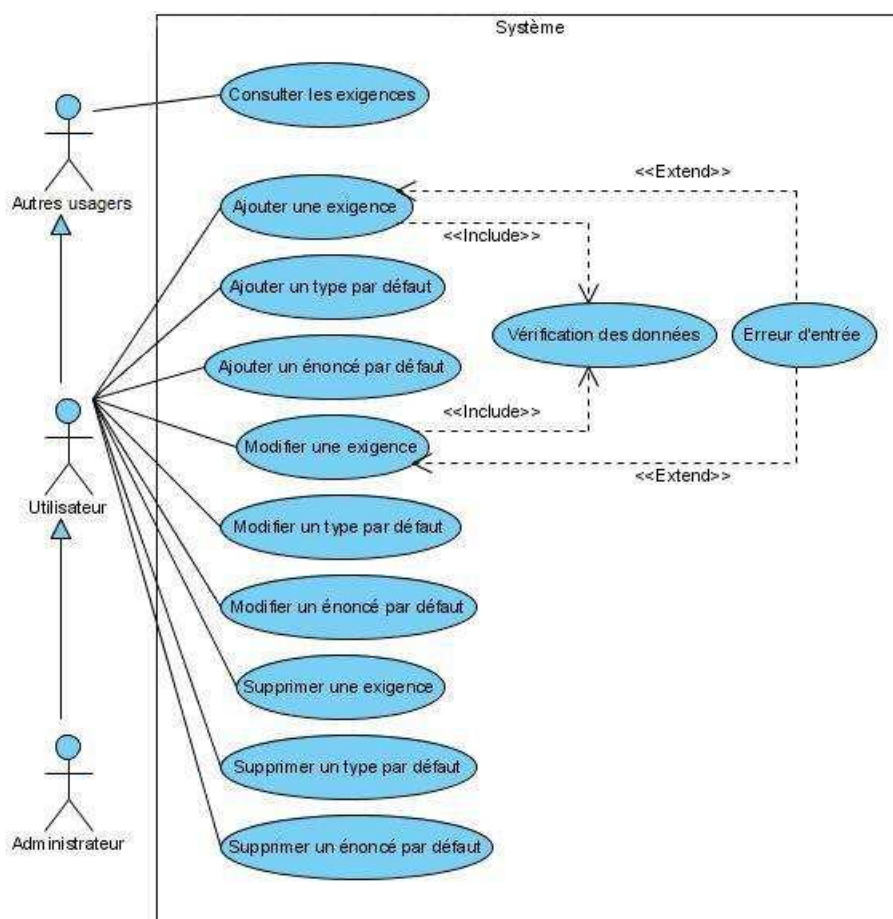 Système
Consulter les exigences
Autres usagers
<<Extend>>
Ajouter une exigence
<<Include>>
Ajouter un type par défaut
Vérification des données
Erreur d'entrée
Ajouter un énoncé par défaut
<<Include>>
Modifier une exigence
<<Extend>>
Utilisateur
Modifier un type par défaut
Modifier un énoncé par défaut
Supprimer une exigence
Supprimer un type par défaut
Administrateur
Supprimer un énoncé par défaut